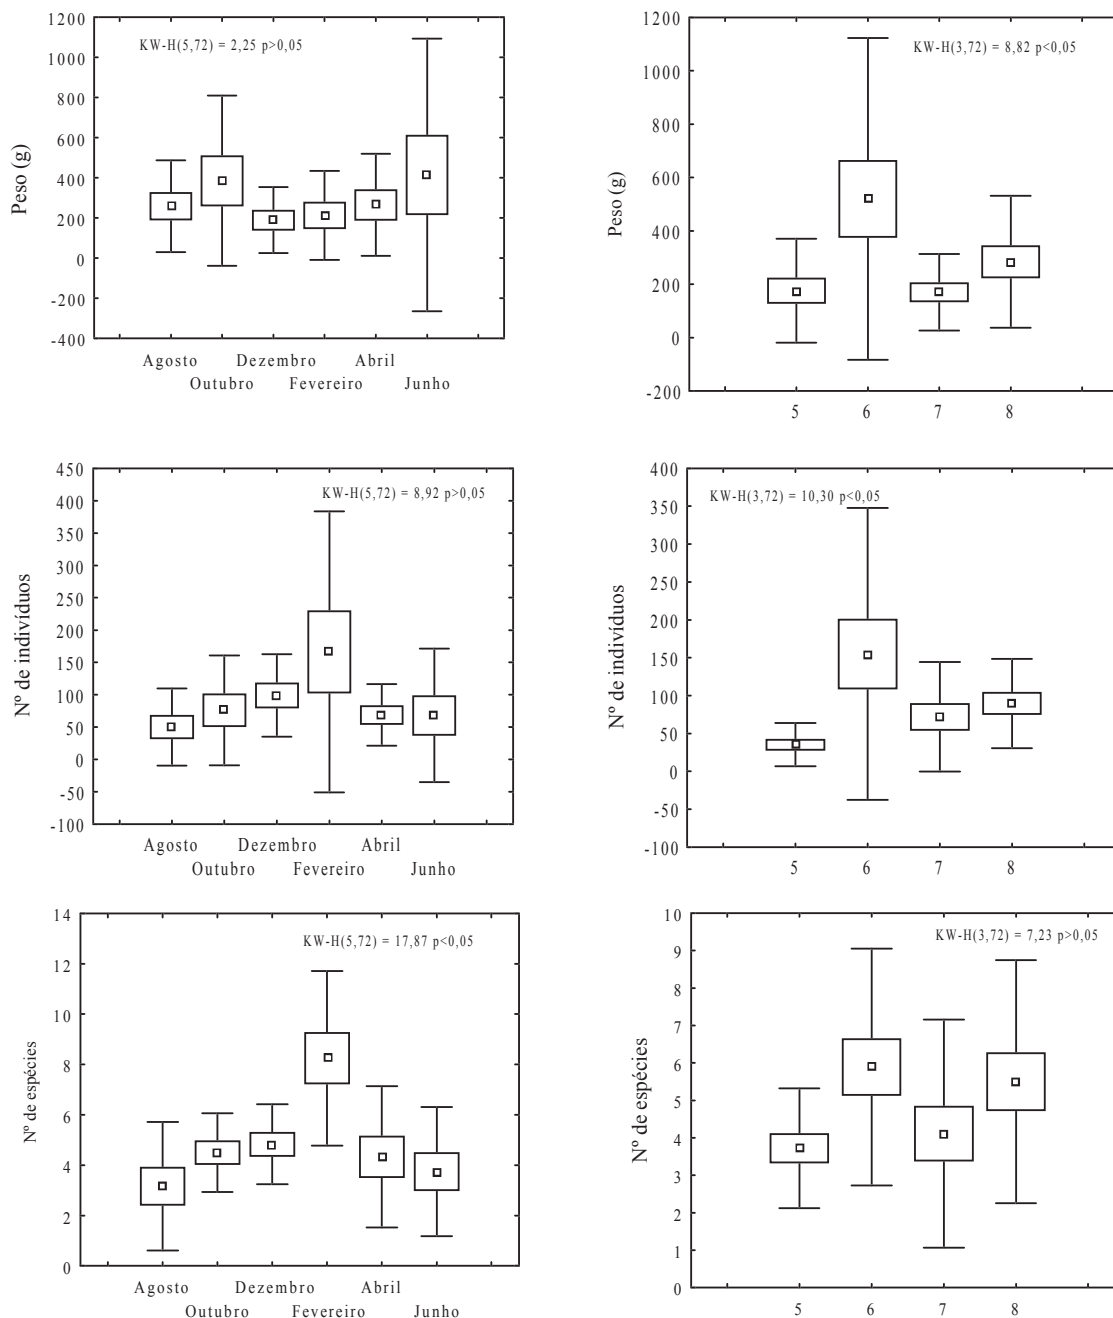 1200
1000
800
600
400
200
0
-200
-400
Peso (g)
KW-H(5,72) = 2,25 p>0,05
Agosto
Dezembro
Abril
Outubro
Fevereiro
Junho
1200
1000
800
600
400
200
0
-200
Peso (g)
KW-H(3,72) = 8,82 p<0,05
5
6
7
8
450
400
350
300
250
200
150
100
50
0
-50
-100
Nº de indivíduos
KW-H(5,72) = 8,92 p>0,05
Agosto
Dezembro
Abril
Outubro
Fevereiro
Junho
400
350
300
250
200
150
100
50
0
-50
-100
Nº de indivíduos
KW-H(3,72) = 10,30 p<0,05
5
6
7
8
14
12
10
8
6
4
2
0
Nº de espécies
KW-H(5,72) = 17,87 p<0,05
Agosto
Dezembro
Abril
Outubro
Fevereiro
Junho
10
9
8
7
6
5
4
3
2
1
0
Nº de espécies
KW-H(3,72) = 7,23 p>0,05
5
6
7
8